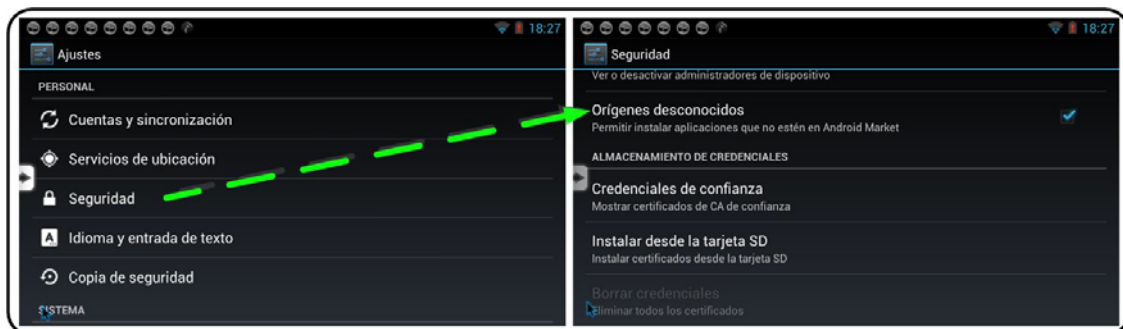 18:27
Ajustes
PERSONAL
Cuentas y sincronización
Servicios de ubicación
Seguridad
Idioma y entrada de texto
Copia de seguridad
SISTEMA
18:27
Seguridad
Ver o desactivar administradores de dispositivo
Orígenes desconocidos
Permitir instalar aplicaciones que no estén en Android Market
ALMACENAMIENTO DE CREDENCIALES
Credenciales de confianza
Mostrar certificados de CA de confianza
Instalar desde la tarjeta SD
Instalar certificados desde la tarjeta SD
Borrar credenciales
Eliminar todos los certificados